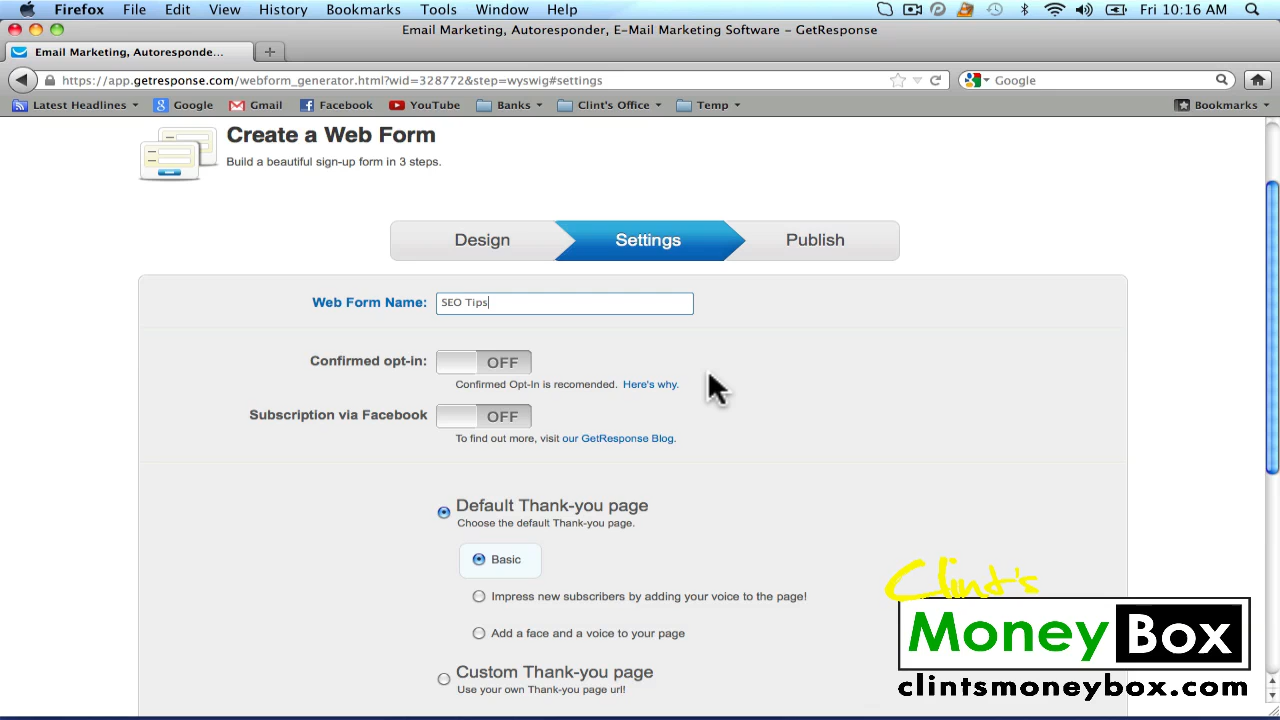 Firefox File Edit View History Bookmarks Tools Window Help Fri 10:16 AM
Email Marketing, Autoresponder, E-Mail Marketing Software - GetResponse
Email Marketing, Autoresponde...
https://app.getresponse.com/webform_generator.html?wid=328772&step=wyswig#settings Google
Latest Headlines Google Gmail Facebook YouTube Banks Clint's Office Temp Bookmarks
Create a Web Form
Build a beautiful sign-up form in 3 steps.
Design Settings Publish
Web Form Name: SEO Tips
Confirmed opt-in: OFF
Confirmed Opt-In is recomended. Here's why.
Subscription via Facebook OFF
To find out more, visit our GetResponse Blog.
Default Thank-you page
Choose the default Thank-you page.
Basic
Impress new subscribers by adding your voice to the page!
Add a face and a voice to your page
Custom Thank-you page
Use your own Thank-you page url!
Clint's
Money Box
clintsmoneybox.com